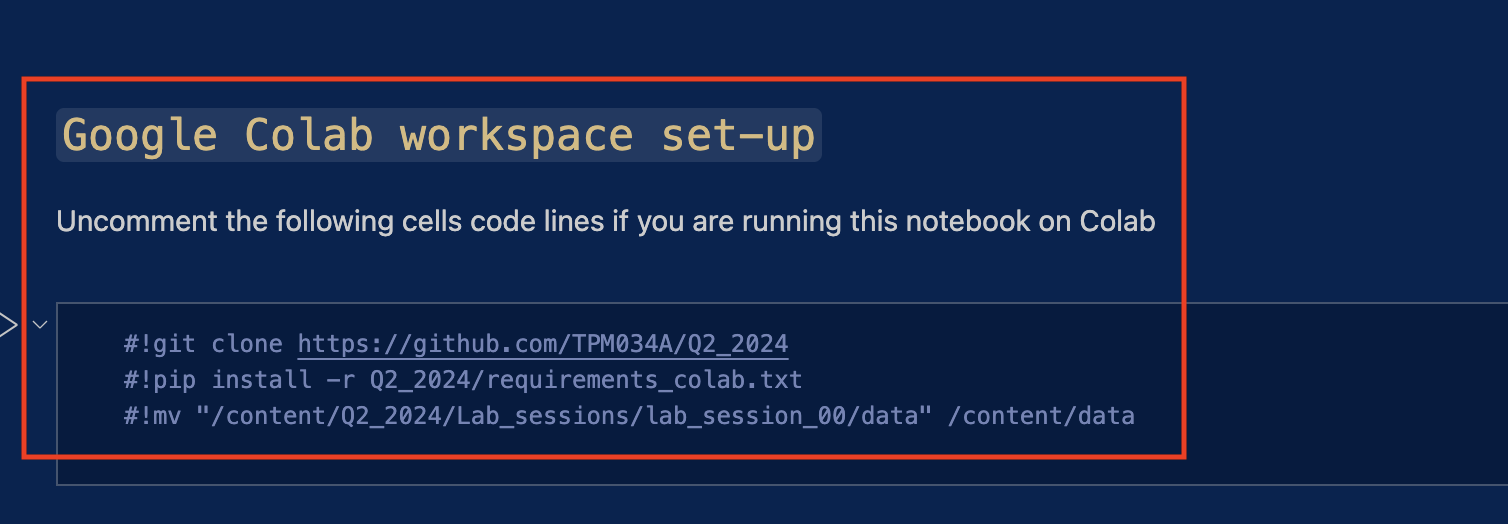 Google Colab workspace set-up
Uncomment the following cells code lines if you are running this notebook on Colab
#!git clone https://github.com/TPM034A/Q2_2024
#!pip install -r Q2_2024/requirements_colab.txt
#!mv "/content/Q2_2024/Lab_sessions/lab_session_00/data" /content/data